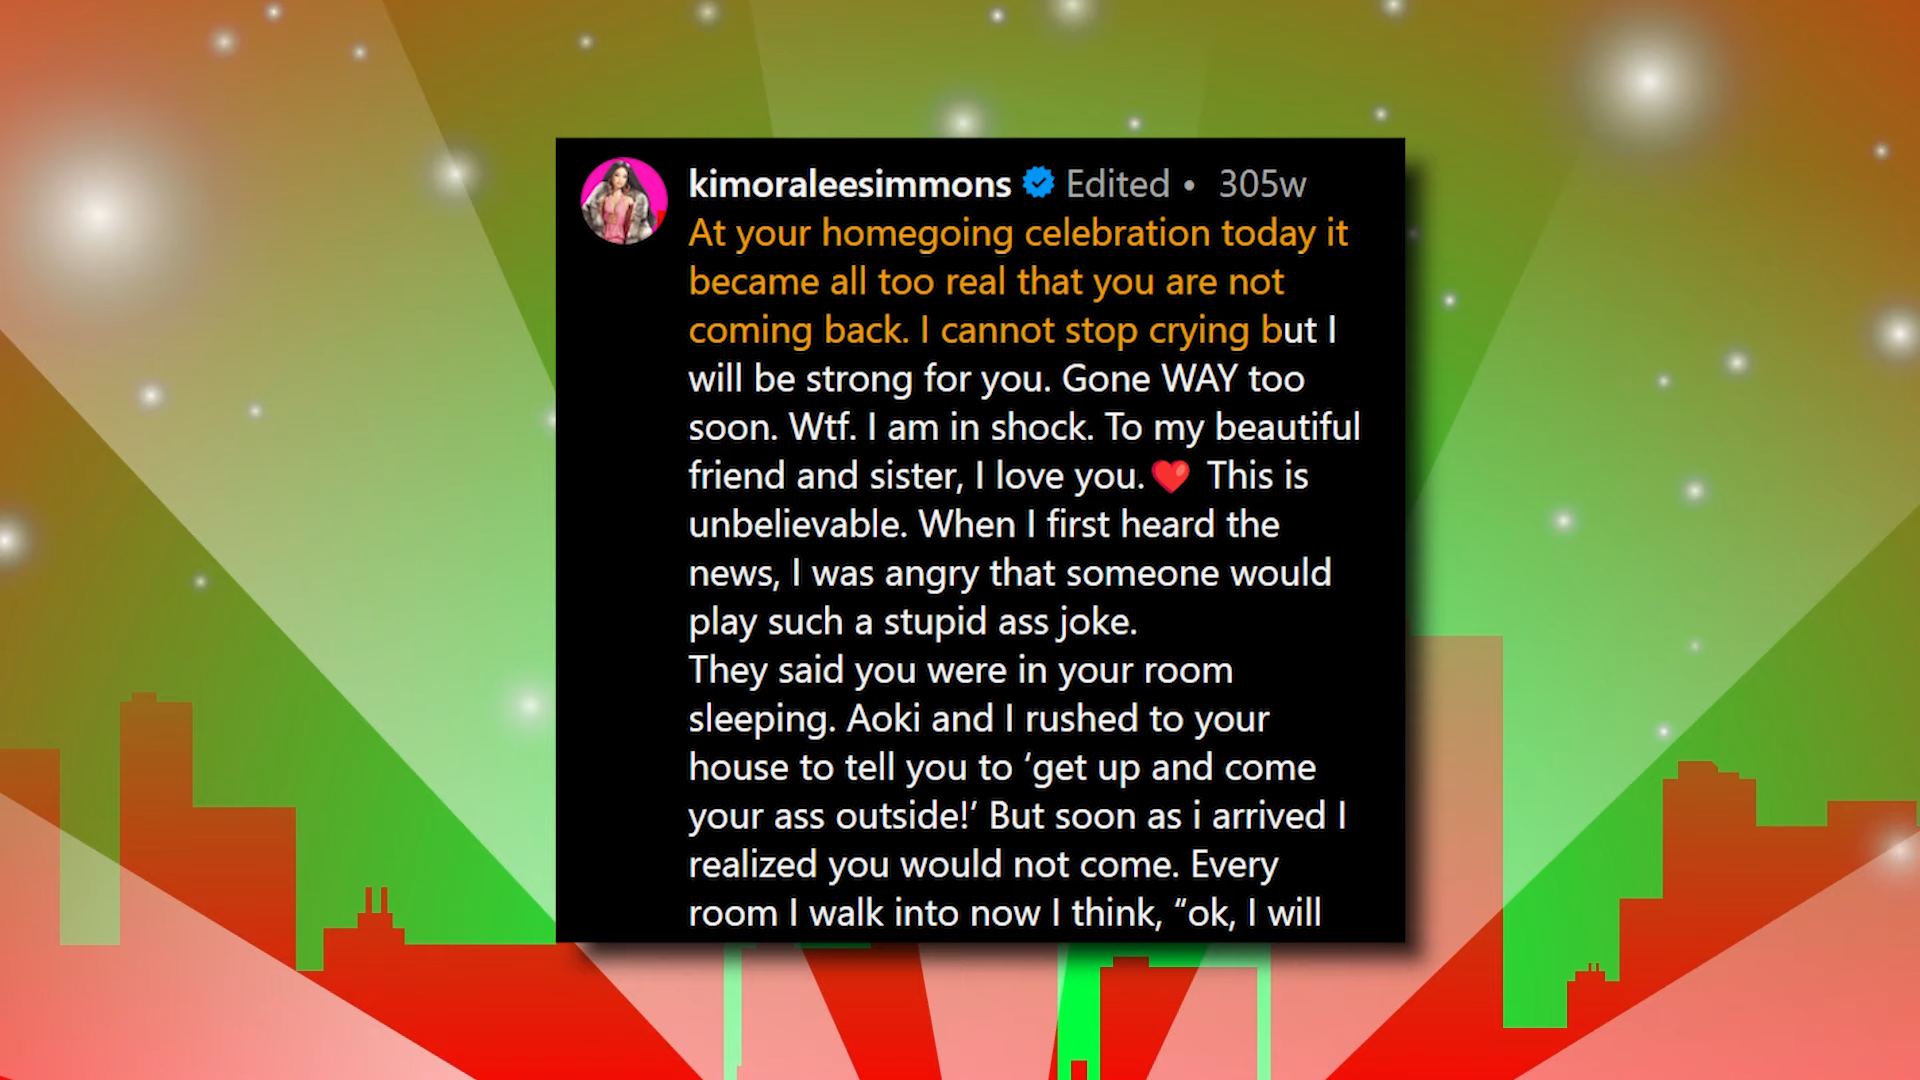 kimoraleesimmons Edited • 305w
At your homegoing celebration today it
became all too real that you are not
coming back. I cannot stop crying but I
will be strong for you. Gone WAY too
soon. Wtf. I am in shock. To my beautiful
friend and sister, I love you.❤️ This is
unbelievable. When I first heard the
news, I was angry that someone would
play such a stupid ass joke.
They said you were in your room
sleeping. Aoki and I rushed to your
house to tell you to ‘get up and come
your ass outside!’ But soon as i arrived I
realized you would not come. Every
room I walk into now I think, “ok, I will